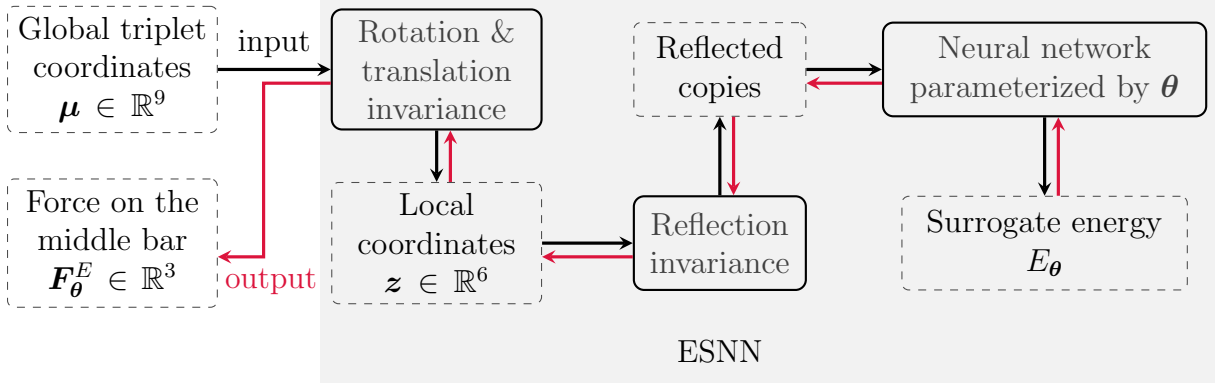 Global triplet
coordinates
μ ∈ ℝ⁹
input
Rotation &
translation
invariance
Reflected
copies
Neural network
parameterized by θ
Force on the
middle bar
F_θ^E ∈ ℝ³
output
Local
coordinates
z ∈ ℝ⁶
Reflection
invariance
Surrogate energy
E_θ
ESNN